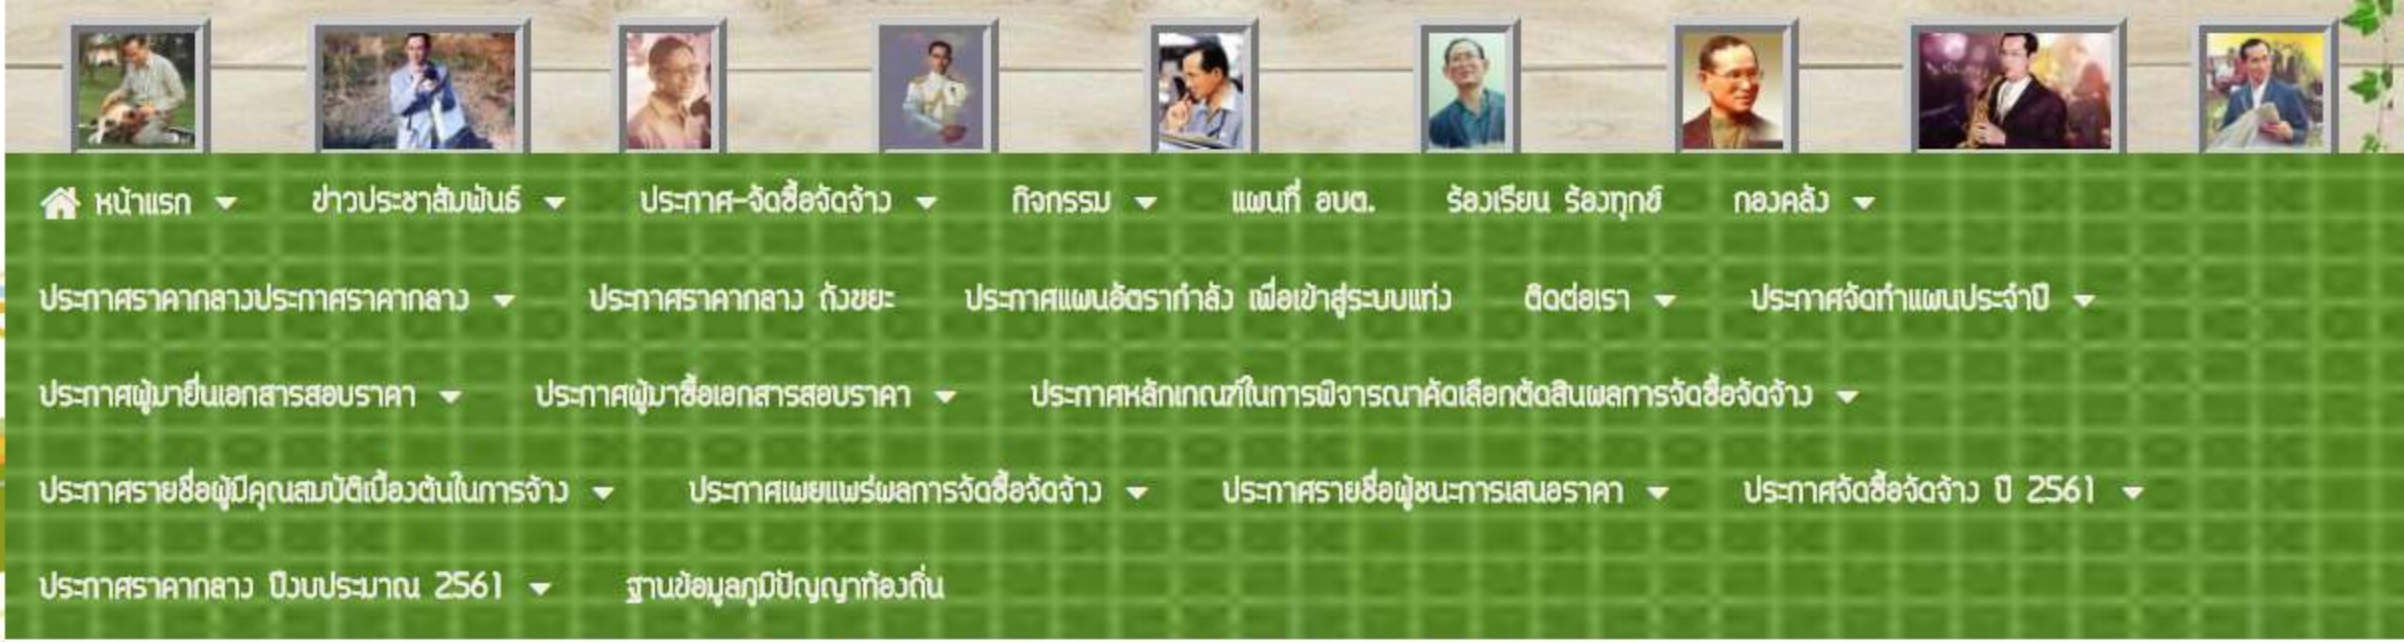 หน้าแรก ข่าวประชาสัมพันธ์ ประกาศ-จัดซื้อจัดจ้าง กิจกรรม แผนที่ อบต. ร้องเรียน ร้องทุกข์ กองคลัง
ประกาศราคากลางประกาศราคากลาง ประกาศราคากลาง ถังขยะ ประกาศแผนอัตรากำลัง เพื่อเข้าสู่ระบบแท่ง ติดต่อเรา ประกาศจัดทำแผนประจำปี
ประกาศผู้มายื่นเอกสารสอบราคา ประกาศผู้มาซื้อเอกสารสอบราคา ประกาศหลักเกณฑ์ในการพิจารณาคัดเลือกตัดสินผลการจัดซื้อจัดจ้าง
ประกาศรายชื่อผู้มีคุณสมบัติเบื้องต้นในการจ้าง ประกาศเผยแพร่ผลการจัดซื้อจัดจ้าง ประกาศรายชื่อผู้ชนะการเสนอราคา ประกาศจัดซื้อจัดจ้าง ปี 2561
ประกาศราคากลาง ปีงบประมาณ 2561 ฐานข้อมูลภูมิปัญญาท้องถิ่น